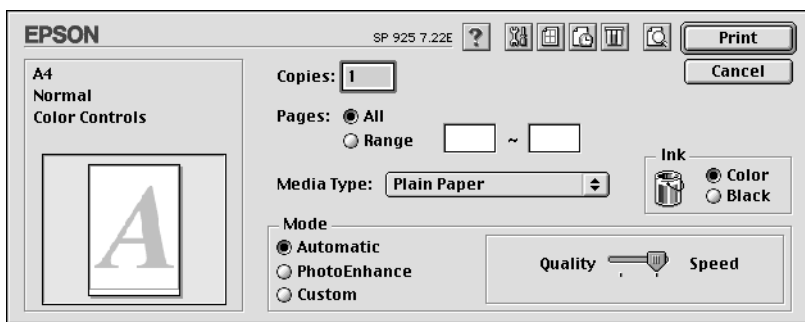 EPSON
SP 925 7.22E
?
Print
Cancel
A4
Normal
Color Controls
A
Copies: 1
Pages: All
Range ~
Media Type: Plain Paper
Ink
Color
Black
Mode
Automatic
PhotoEnhance
Custom
Quality Speed